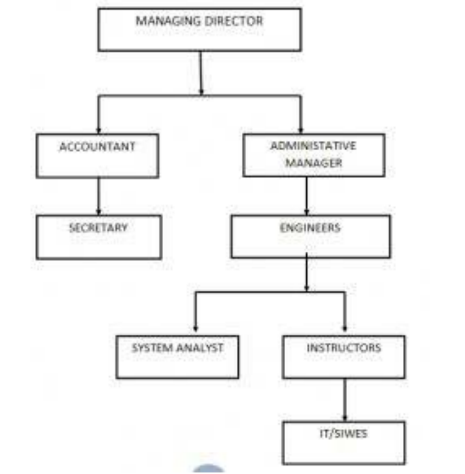 MANAGING DIRECTOR
ACCOUNTANT
ADMINISTATIVE
MANAGER
SECRETARY
ENGINEERS
SYSTEM ANALYST
INSTRUCTORS
IT/SIWES